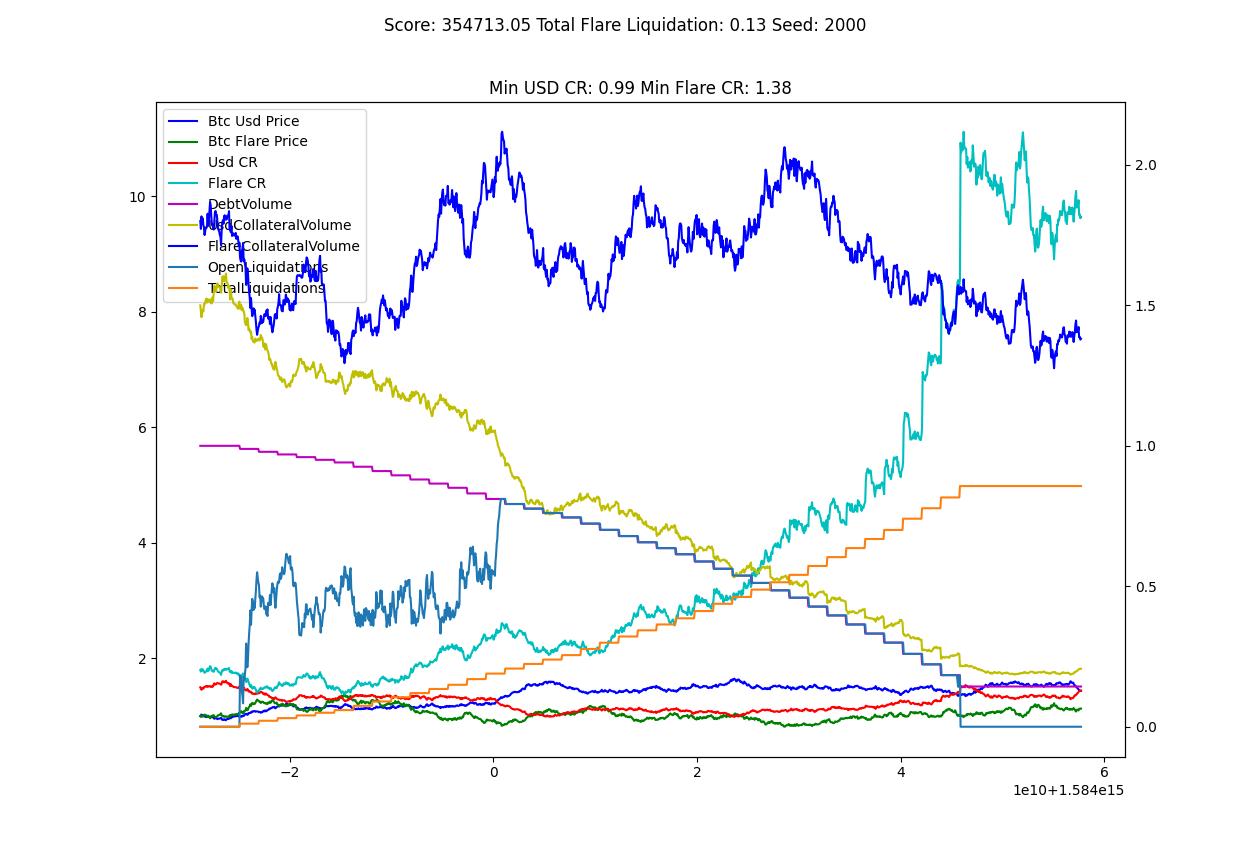 Score: 354713.05 Total Flare Liquidation: 0.13 Seed: 2000
Min USD CR: 0.99 Min Flare CR: 1.38
Btc Usd Price
Btc Flare Price
Usd CR
Flare CR
DebtVolume
UsdCollateralVolume
FlareCollateralVolume
OpenLiquidations
TotalLiquidations
10
8
6
4
2
2.0
1.5
1.0
0.5
0.0
−2
0
2
4
6
1e10+1.584e15